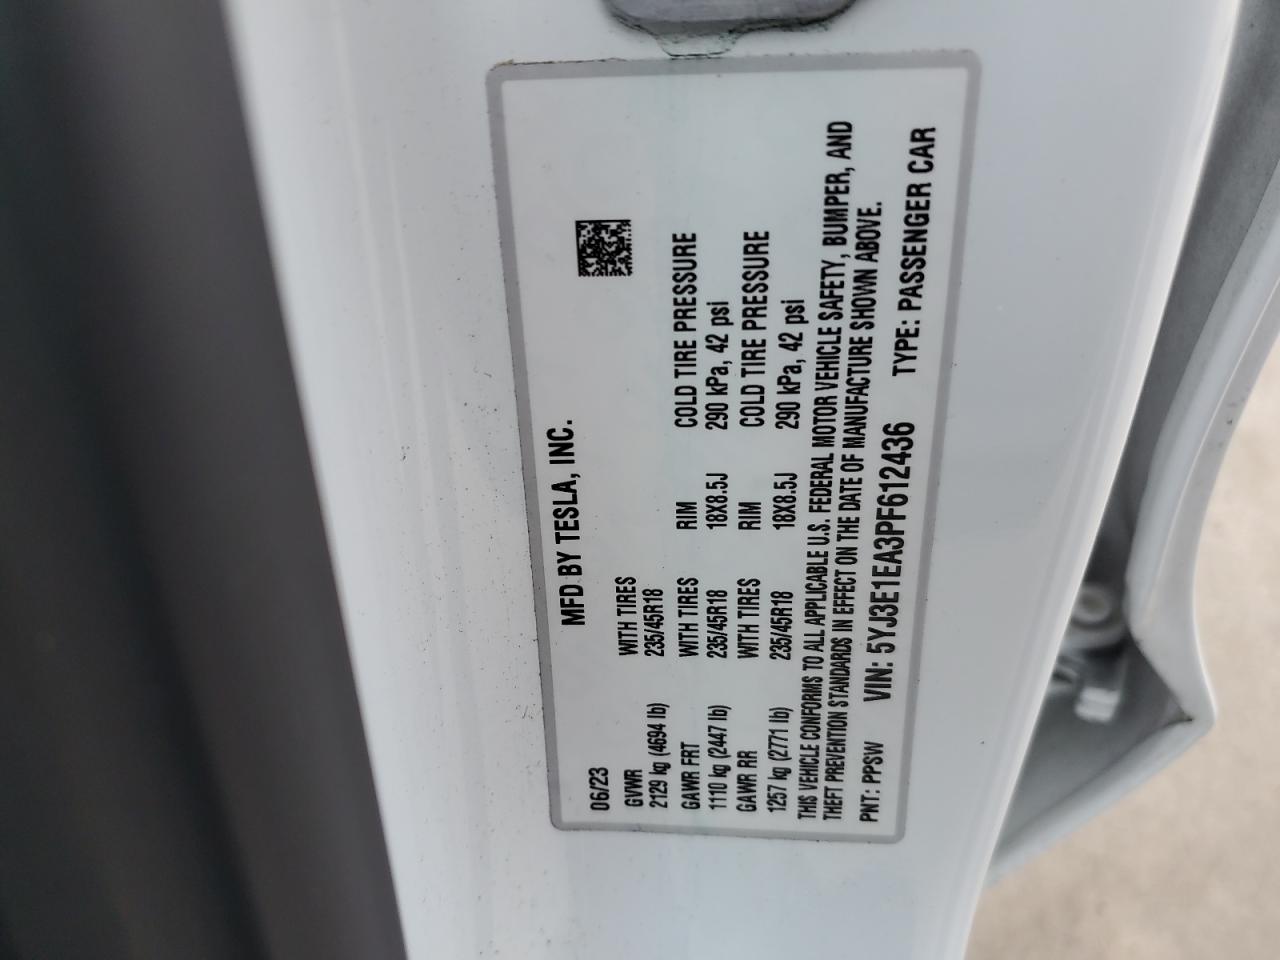 MFD BY TESLA, INC.
06/23
GVWR WITH TIRES
2129 kg (4694 lb) 235/45R18
GAWR FRT WITH TIRES RIM COLD TIRE PRESSURE
1110 kg (2447 lb) 235/45R18 18X8.5J 290 kPa, 42 psi
GAWR RR WITH TIRES RIM COLD TIRE PRESSURE
1257 kg (2771 lb) 235/45R18 18X8.5J 290 kPa, 42 psi
THIS VEHICLE CONFORMS TO ALL APPLICABLE U.S. FEDERAL MOTOR VEHICLE SAFETY, BUMPER, AND
THEFT PREVENTION STANDARDS IN EFFECT ON THE DATE OF MANUFACTURE SHOWN ABOVE.
PNT: PPSW VIN: 5YJ3E1EA3PF612436 TYPE: PASSENGER CAR